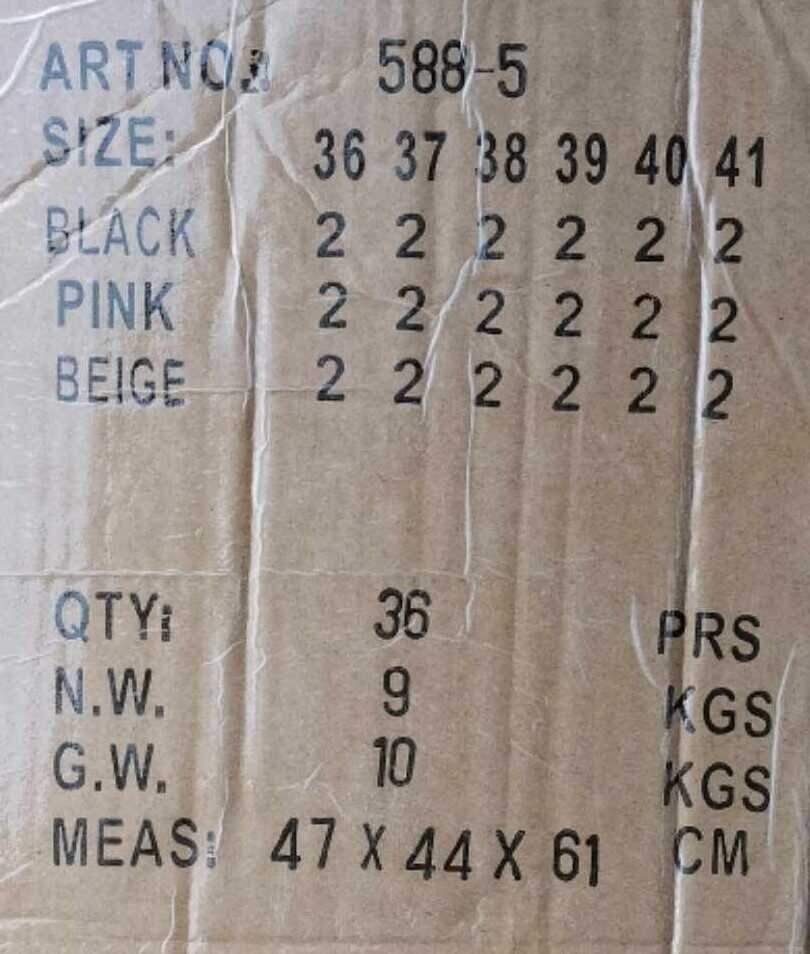 ART NO.: 588-5
SIZE: 36 37 38 39 40 41
BLACK 2 2 2 2 2 2
PINK 2 2 2 2 2 2
BEIGE 2 2 2 2 2 2
QTY: 36 PRS
N.W. 9 KGS
G.W. 10 KGS
MEAS: 47 X 44 X 61 CM